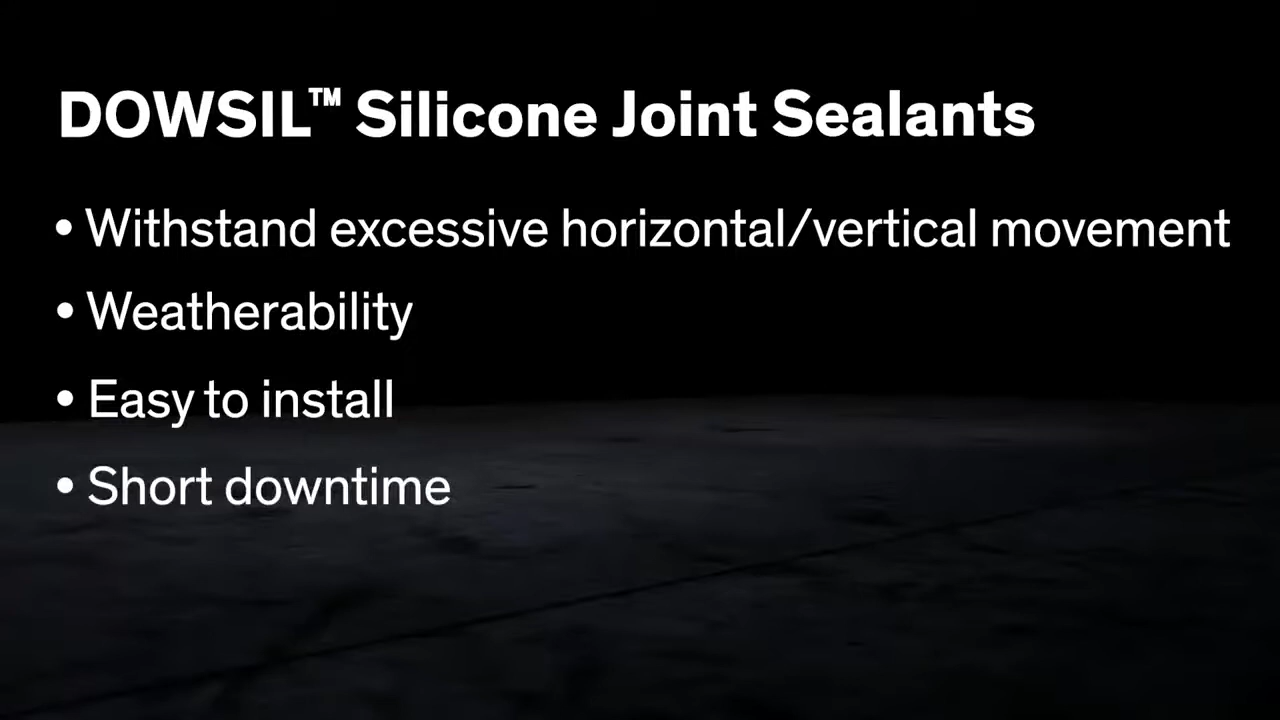 DOWSIL™ Silicone Joint Sealants
• Withstand excessive horizontal/vertical movement
• Weatherability
• Easy to install
• Short downtime